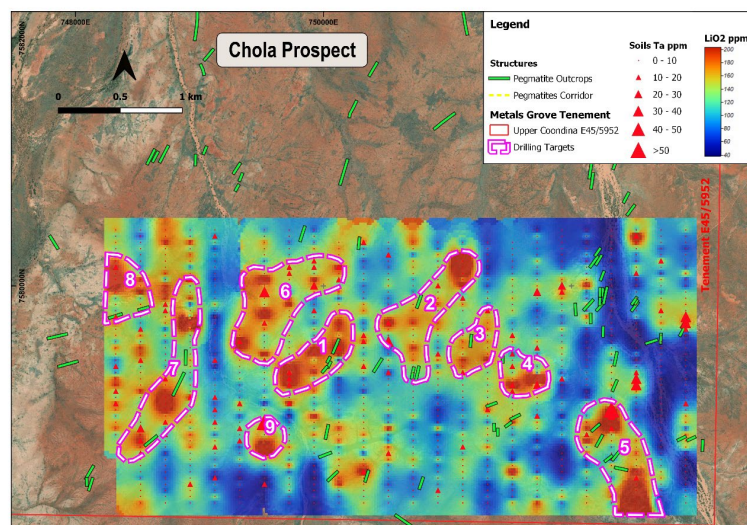 748000E
750000E
7582000N
7580000N
Chola Prospect
0
0.5
1 km
Legend
Structures
Pegmatite Outcrops
Pegmatites Corridor
Metals Grove Tenement
Upper Coondina E45/5952
Drilling Targets
Soils Ta ppm
0 - 10
10 - 20
20 - 30
30 - 40
40 - 50
>50
LiO2 ppm
200
180
160
140
120
100
80
60
40
Tenement E45/5952
8
6
2
1
3
7
4
9
5